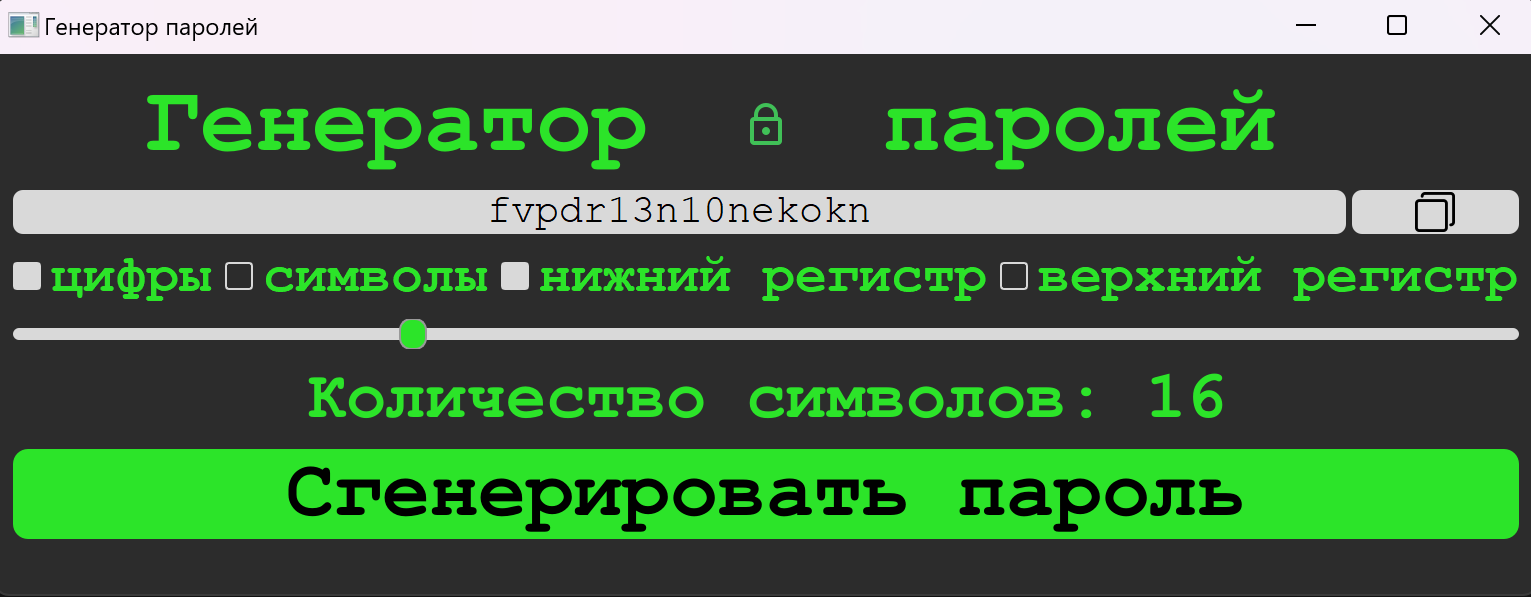 Генератор паролей
Генератор паролей
fvpdr13n10nekokn
цифры символы нижний регистр верхний регистр
Количество символов: 16
Сгенерировать пароль